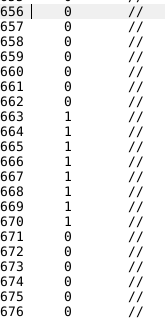 656 0 //
657 0 //
658 0 //
659 0 //
660 0 //
661 0 //
662 0 //
663 1 //
664 1 //
665 1 //
666 1 //
667 1 //
668 1 //
669 1 //
670 1 //
671 0 //
672 0 //
673 0 //
674 0 //
675 0 //
676 0 //